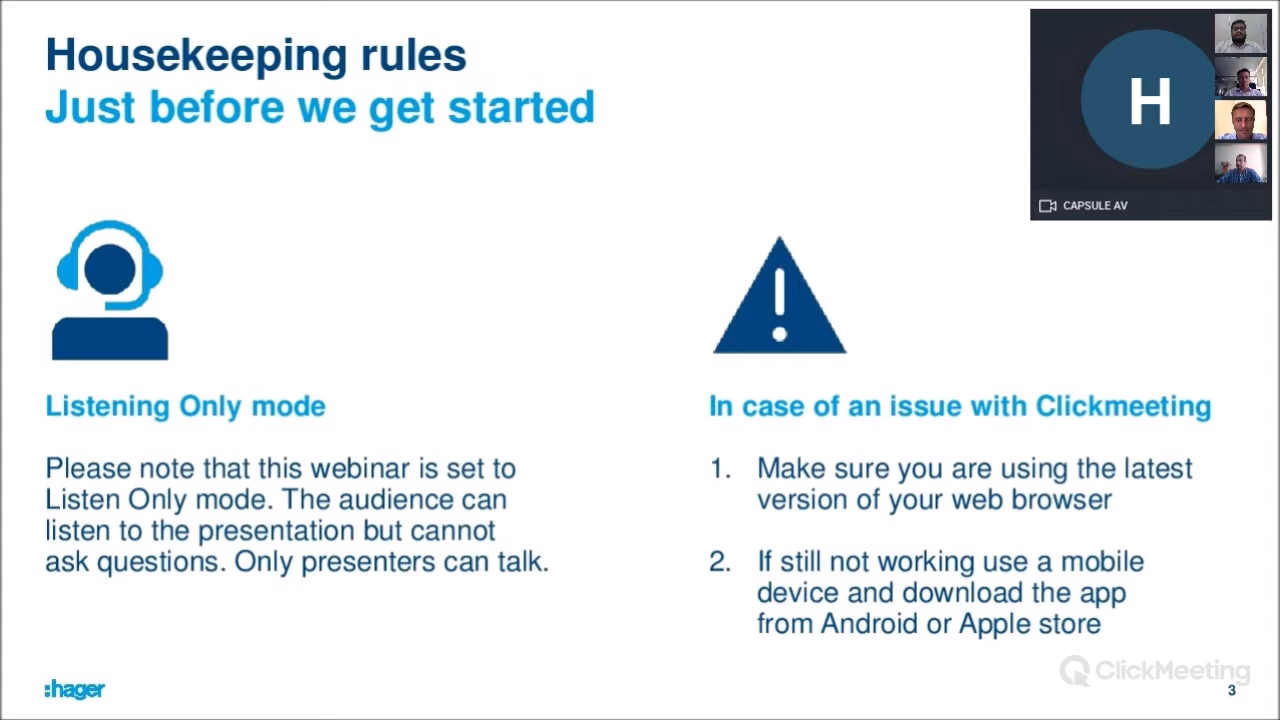 Housekeeping rules
Just before we get started
H
CAPSULE AV
Listening Only mode
Please note that this webinar is set to
Listen Only mode. The audience can
listen to the presentation but cannot
ask questions. Only presenters can talk.
In case of an issue with Clickmeeting
1. Make sure you are using the latest
version of your web browser
2. If still not working use a mobile
device and download the app
from Android or Apple store
:hager
ClickMeeting
3